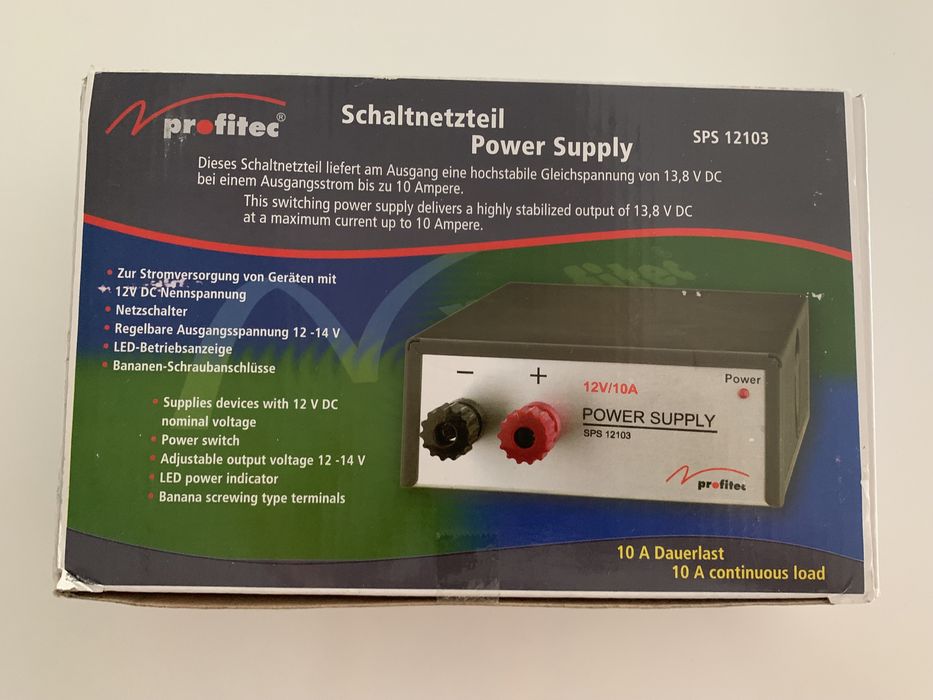 profitec®
Schaltnetzteil
Power Supply
SPS 12103
Dieses Schaltnetzteil liefert am Ausgang eine hochstabile Gleichspannung von 13,8 V DC
bei einem Ausgangsstrom bis zu 10 Ampere.
This switching power supply delivers a highly stabilized output of 13,8 V DC
at a maximum current up to 10 Ampere.
• Zur Stromversorgung von Geräten mit
12V DC-Nennspannung
• Netzschalter
• Regelbare Ausgangsspannung 12 -14 V
• LED-Betriebsanzeige
• Bananen-Schraubanschlüsse
• Supplies devices with 12 V DC
nominal voltage
• Power switch
• Adjustable output voltage 12 -14 V
• LED power indicator
• Banana screwing type terminals
− +
12V/10A
Power
POWER SUPPLY
SPS 12103
profitec
10 A Dauerlast
10 A continuous load